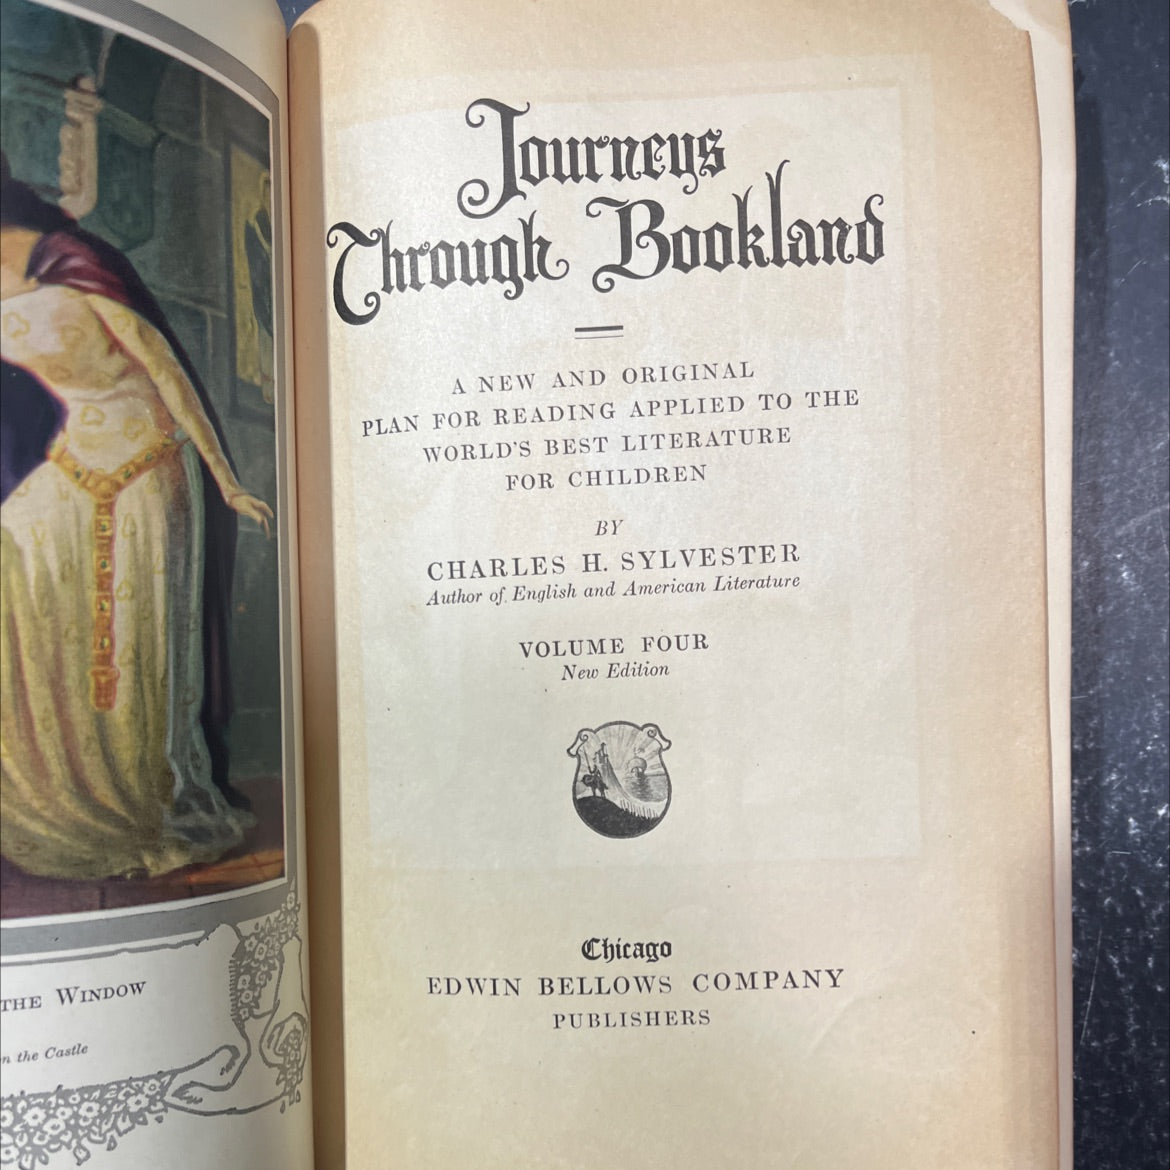 THE WINDOW
n the Castle
Journeys
Through Bookland
A NEW AND ORIGINAL
PLAN FOR READING APPLIED TO THE
WORLD'S BEST LITERATURE
FOR CHILDREN
BY
CHARLES H. SYLVESTER
Author of English and American Literature
VOLUME FOUR
New Edition
Chicago
EDWIN BELLOWS COMPANY
PUBLISHERS